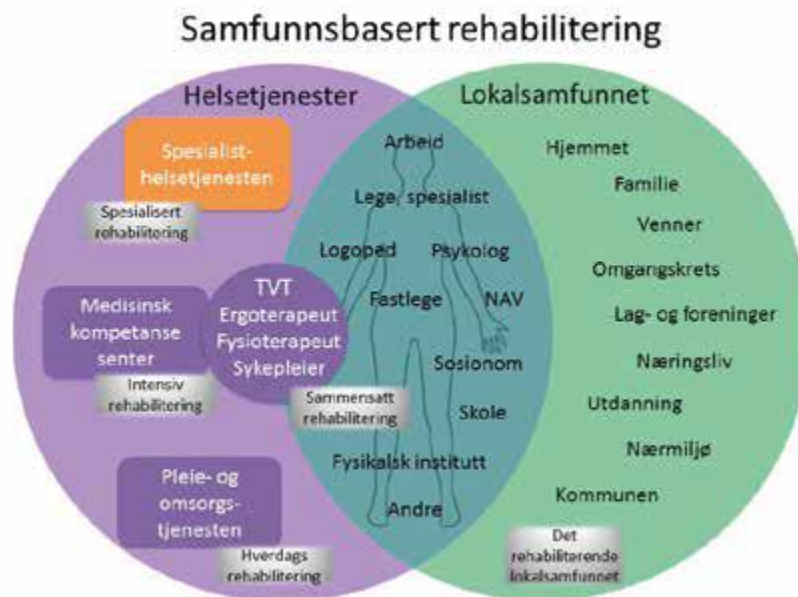 Samfunnsbasert rehabilitering
Helsetjenester
Lokalsamfunnet
Spesialist-
helsetjenesten
Spesialisert
rehabilitering
Medisinsk
kompetanse
senter
Intensiv
rehabilitering
Pleie- og
omsorgs-
tjenesten
Hverdags
rehabilitering
TVT
Ergoterapeut
Fysioterapeut
Sykepleier
Sammensatt
rehabilitering
Arbeid
Lege, spesialist
Logoped
Psykolog
Fastlege
NAV
Sosionom
Skole
Fysikalsk institutt
Andre
Hjemmet
Familie
Venner
Omgangskrets
Lag- og foreninger
Næringsliv
Utdanning
Nærmiljø
Kommunen
Det
rehabiliterende
lokalsamfunnet